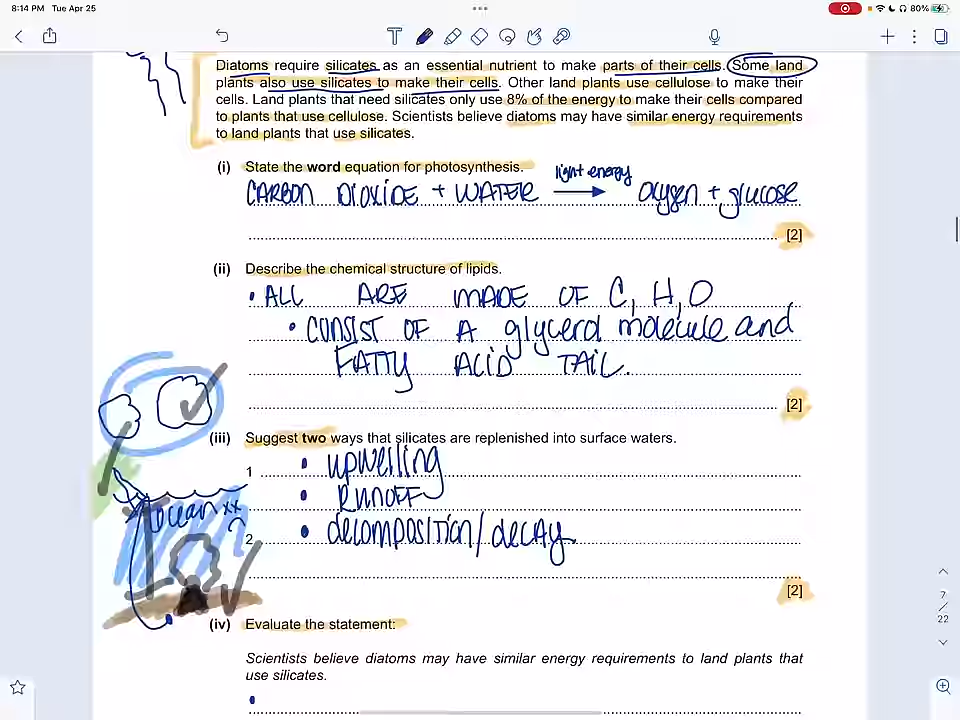 8:14 PM Tue Apr 25
80%
Diatoms require silicates as an essential nutrient to make parts of their cells. Some land
plants also use silicates to make their cells. Other land plants use cellulose to make their
cells. Land plants that need silicates only use 8% of the energy to make their cells compared
to plants that use cellulose. Scientists believe diatoms may have similar energy requirements
to land plants that use silicates.
(i) State the word equation for photosynthesis.
light energy
CARBON DIOXIDE + WATER → oxygen + glucose
[2]
(ii) Describe the chemical structure of lipids.
• ALL ARE MADE OF C, H, O
• CONSIST OF A glycerol molecule and
FATTY ACID TAIL.
[2]
(iii) Suggest two ways that silicates are replenished into surface waters.
1 • upwelling
• RUNOFF
2 • decomposition/decay
ocean xx
[2]
(iv) Evaluate the statement:
Scientists believe diatoms may have similar energy requirements to land plants that
use silicates.
7
/
22